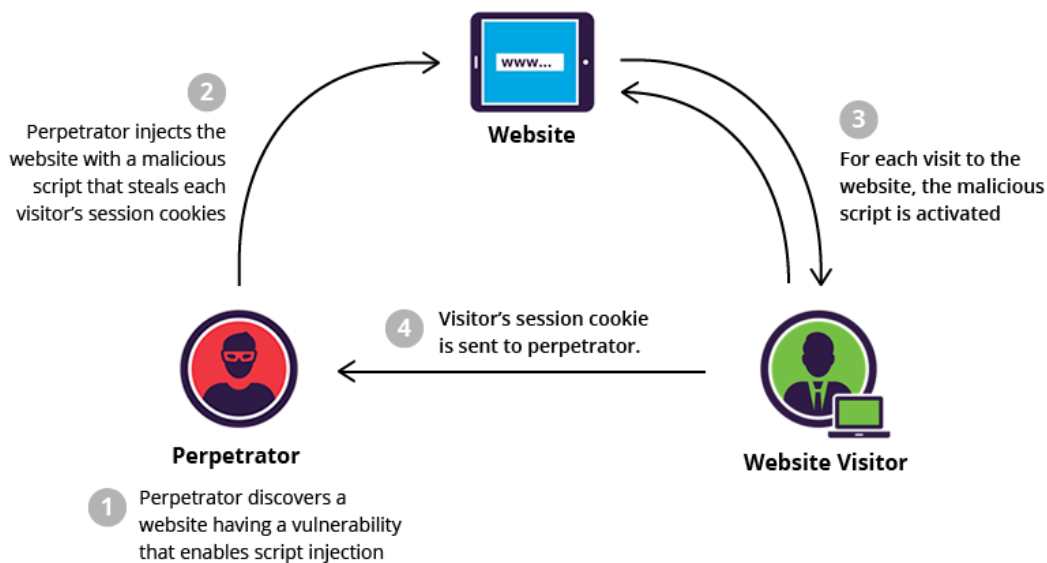 www...
Website
2
Perpetrator injects the
website with a malicious
script that steals each
visitor's session cookies
3
For each visit to the
website, the malicious
script is activated
4
Visitor's session cookie
is sent to perpetrator.
Perpetrator
Website Visitor
1
Perpetrator discovers a
website having a vulnerability
that enables script injection